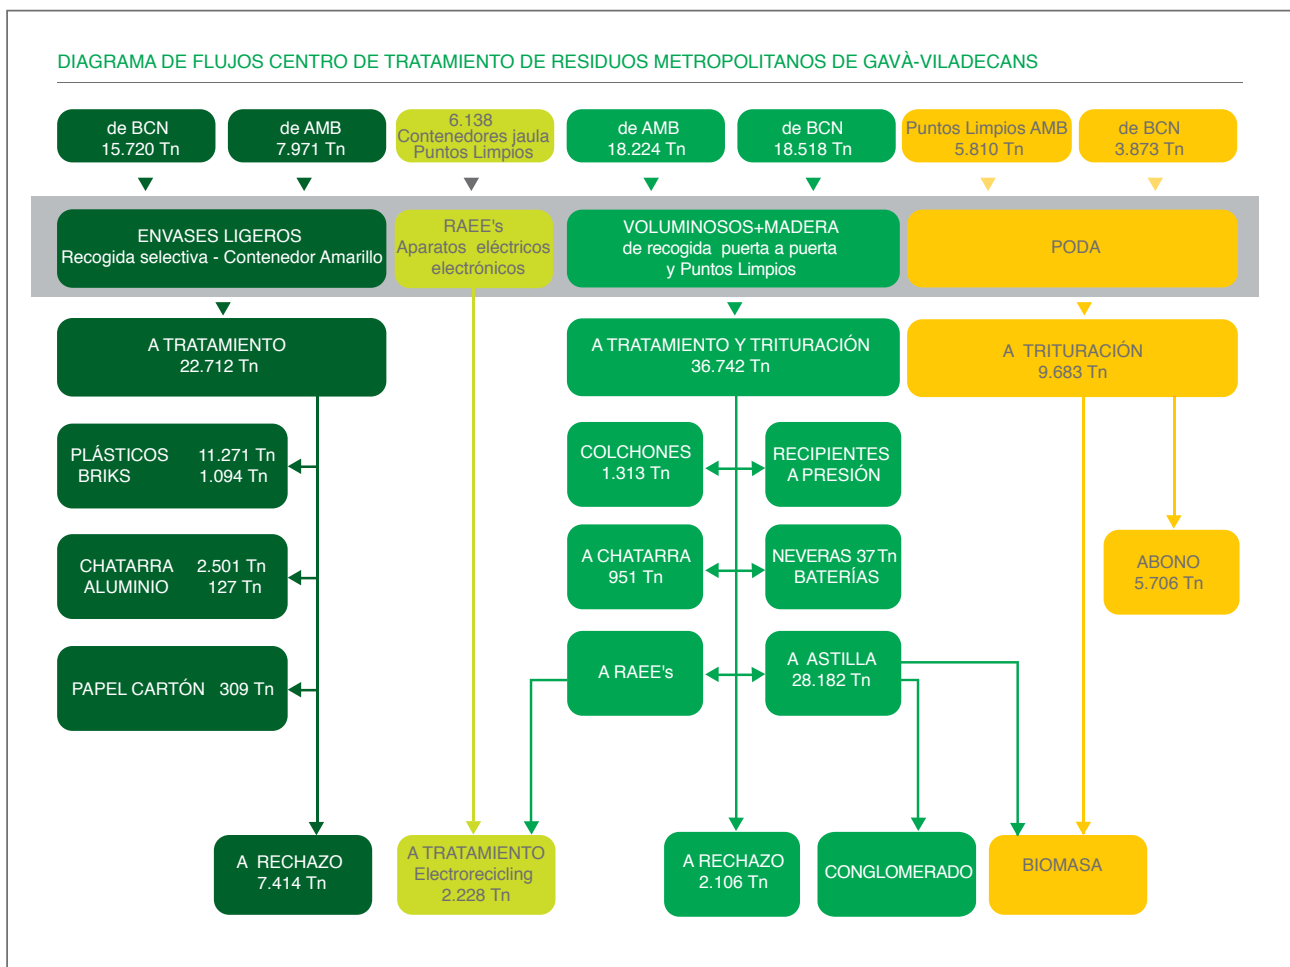 DIAGRAMA DE FLUJOS CENTRO DE TRATAMIENTO DE RESIDUOS METROPOLITANOS DE GAVÀ-VILADECANS
de BCN
15.720 Tn
de AMB
7.971 Tn
6.138
Contenedores jaula
Puntos Limpios
de AMB
18.224 Tn
de BCN
18.518 Tn
Puntos Limpios AMB
5.810 Tn
de BCN
3.873 Tn
ENVASES LIGEROS
Recogida selectiva - Contenedor Amarillo
RAEE's
Aparatos eléctricos
electrónicos
VOLUMINOSOS+MADERA
de recogida puerta a puerta
y Puntos Limpios
PODA
A TRATAMIENTO
22.712 Tn
A TRATAMIENTO Y TRITURACIÓN
36.742 Tn
A TRITURACIÓN
9.683 Tn
PLÁSTICOS 11.271 Tn
BRIKS 1.094 Tn
COLCHONES
1.313 Tn
RECIPIENTES
A PRESIÓN
CHATARRA 2.501 Tn
ALUMINIO 127 Tn
A CHATARRA
951 Tn
NEVERAS 37 Tn
BATERÍAS
ABONO
5.706 Tn
PAPEL CARTÓN 309 Tn
A RAEE's
A ASTILLA
28.182 Tn
A RECHAZO
7.414 Tn
A TRATAMIENTO
Electrorecicling
2.228 Tn
A RECHAZO
2.106 Tn
CONGLOMERADO
BIOMASA